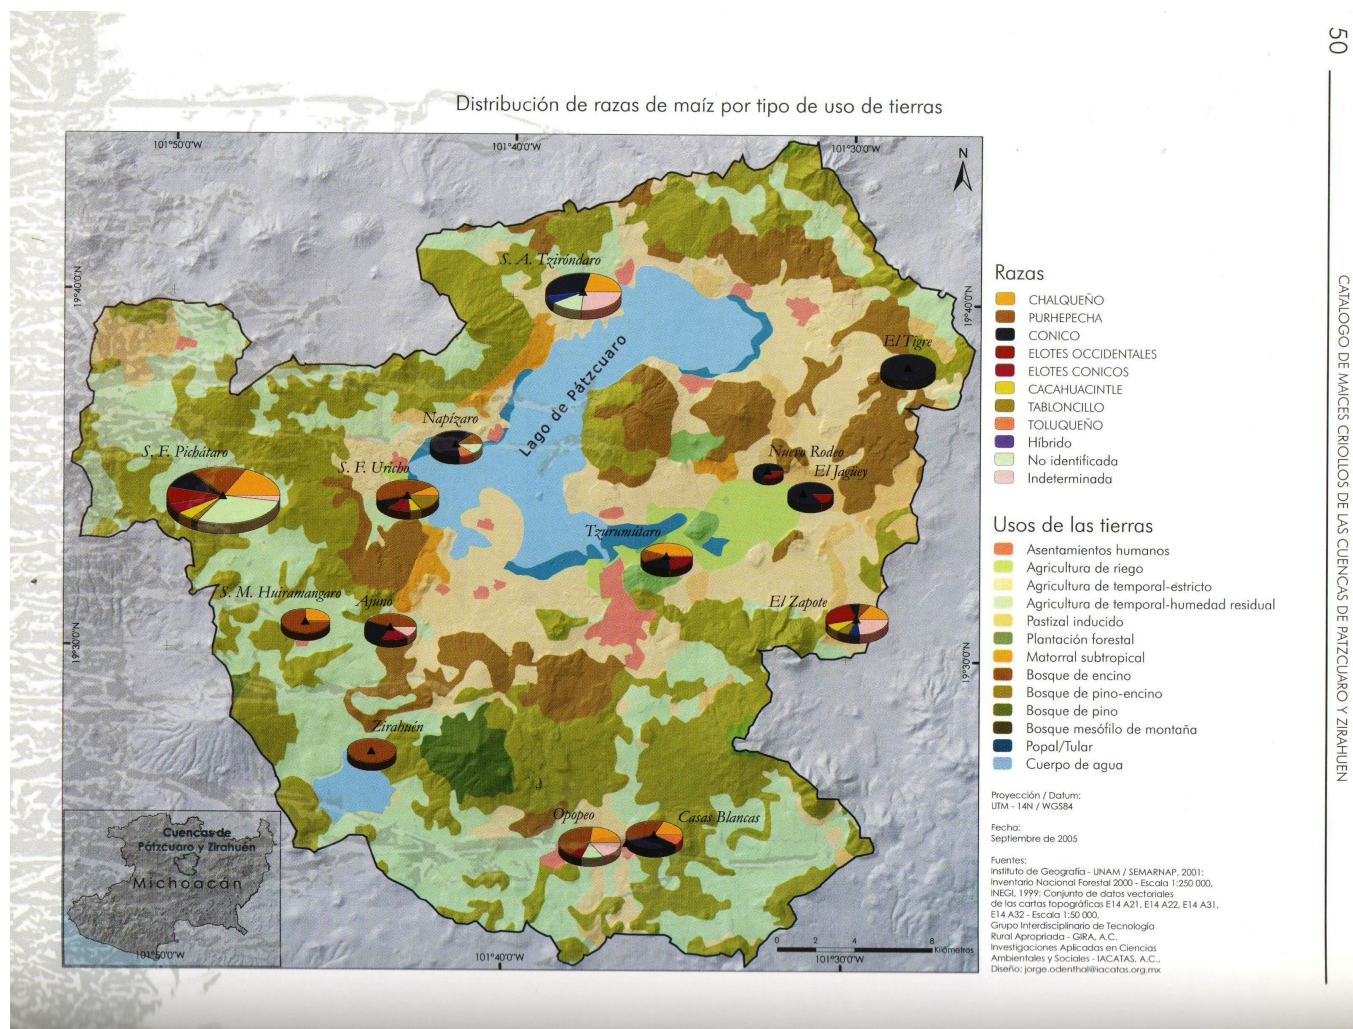 50
CATALOGO DE MAICES CRIOLLOS DE LAS CUENCAS DE PATZCUARO Y ZIRAHUEN
Distribución de razas de maíz por tipo de uso de tierras
101°50'0"W
101°40'0"W
101°30'0"W
N
19°40'0"N
19°40'0"N
S. A. Tziróndaro
El Tigre
Lago de Pátzcuaro
Napízaro
S. F. Pichátaro
S. F. Uricho
Nuevo Rodeo
El Jagüey
Tzurumútaro
S. M. Huiramangaro
Ajuno
El Zapote
19°30'0"N
19°30'0"N
Zirahuén
Opopeo
Casas Blancas
Cuencas de
Pátzcuaro y Zirahuén
Michoacán
0 2 4 8
Kilómetros
101°50'0"W
101°40'0"W
101°30'0"W
Razas
CHALQUEÑO
PURHEPECHA
CONICO
ELOTES OCCIDENTALES
ELOTES CONICOS
CACAHUACINTLE
TABLONCILLO
TOLUQUEÑO
Híbrido
No identificada
Indeterminada
Usos de las tierras
Asentamientos humanos
Agricultura de riego
Agricultura de temporal-estricto
Agricultura de temporal-humedad residual
Pastizal inducido
Plantación forestal
Matorral subtropical
Bosque de encino
Bosque de pino-encino
Bosque de pino
Bosque mesófilo de montaña
Popal/Tular
Cuerpo de agua
Proyección / Datum:
UTM - 14N / WGS84
Fecha:
Septiembre de 2005
Fuentes:
Instituto de Geografía - UNAM / SEMARNAP, 2001:
Inventario Nacional Forestal 2000 - Escala 1:250 000,
INEGI, 1999: Conjunto de datos vectoriales
de las cartas topográficas E14 A21, E14 A22, E14 A31,
E14 A32 - Escala 1:50 000,
Grupo Interdisciplinario de Tecnología
Rural Apropriada - GIRA, A.C.
Investigaciones Aplicadas en Ciencias
Ambientales y Sociales - IACATAS, A.C.,
Diseño: jorge.odenthal@iacatas.org.mx